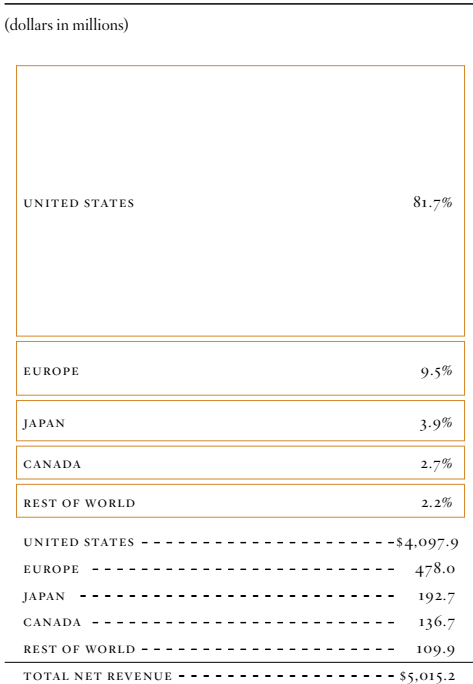 (dollars in millions)
UNITED STATES 81.7%
EUROPE 9.5%
JAPAN 3.9%
CANADA 2.7%
REST OF WORLD 2.2%
UNITED STATES - - - - - - - - - - - - - - - - - - - - - $4,097.9
EUROPE - - - - - - - - - - - - - - - - - - - - - - - - - 478.0
JAPAN - - - - - - - - - - - - - - - - - - - - - - - - - - 192.7
CANADA - - - - - - - - - - - - - - - - - - - - - - - - - 136.7
REST OF WORLD - - - - - - - - - - - - - - - - - - - - - 109.9
TOTAL NET REVENUE - - - - - - - - - - - - - - - - - - $5,015.2